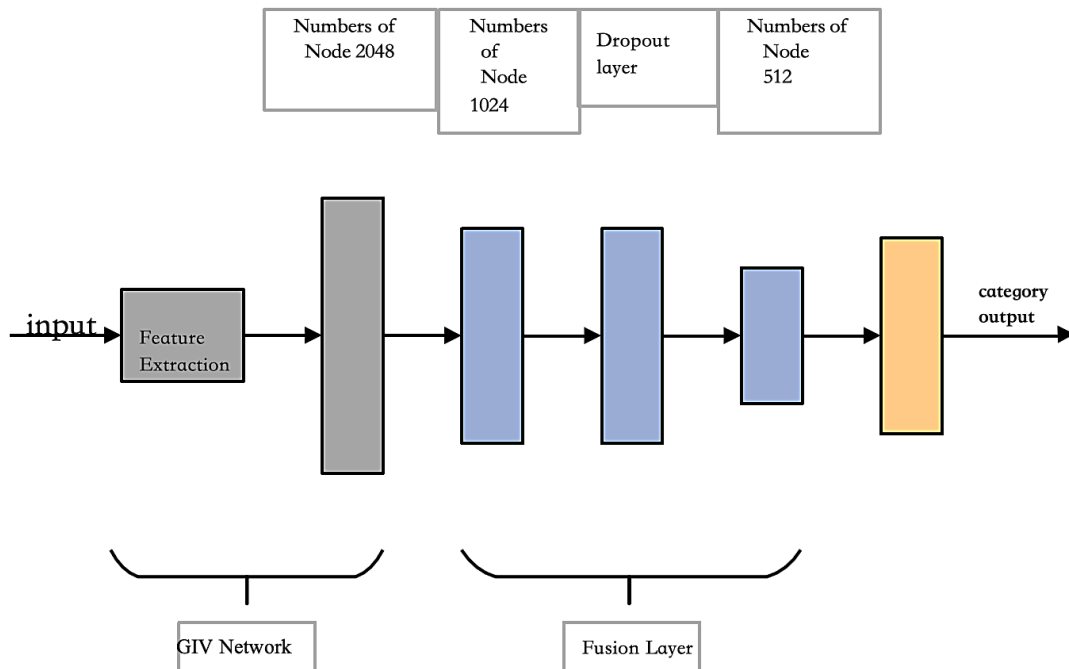 Numbers of
Node 2048
Numbers
of
Node
1024
Dropout
layer
Numbers of
Node
512
input
Feature
Extraction
category
output
GIV Network
Fusion Layer